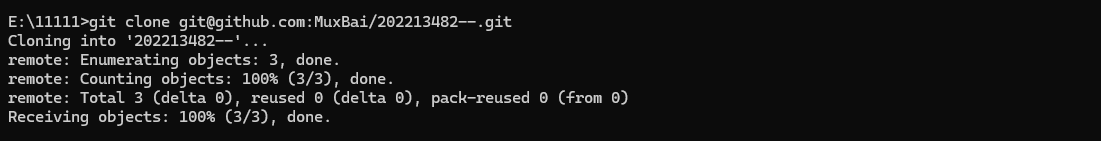 E:\11111>git clone git@github.com:MuxBai/202213482--.git
Cloning into '202213482--'...
remote: Enumerating objects: 3, done.
remote: Counting objects: 100% (3/3), done.
remote: Total 3 (delta 0), reused 0 (delta 0), pack-reused 0 (from 0)
Receiving objects: 100% (3/3), done.